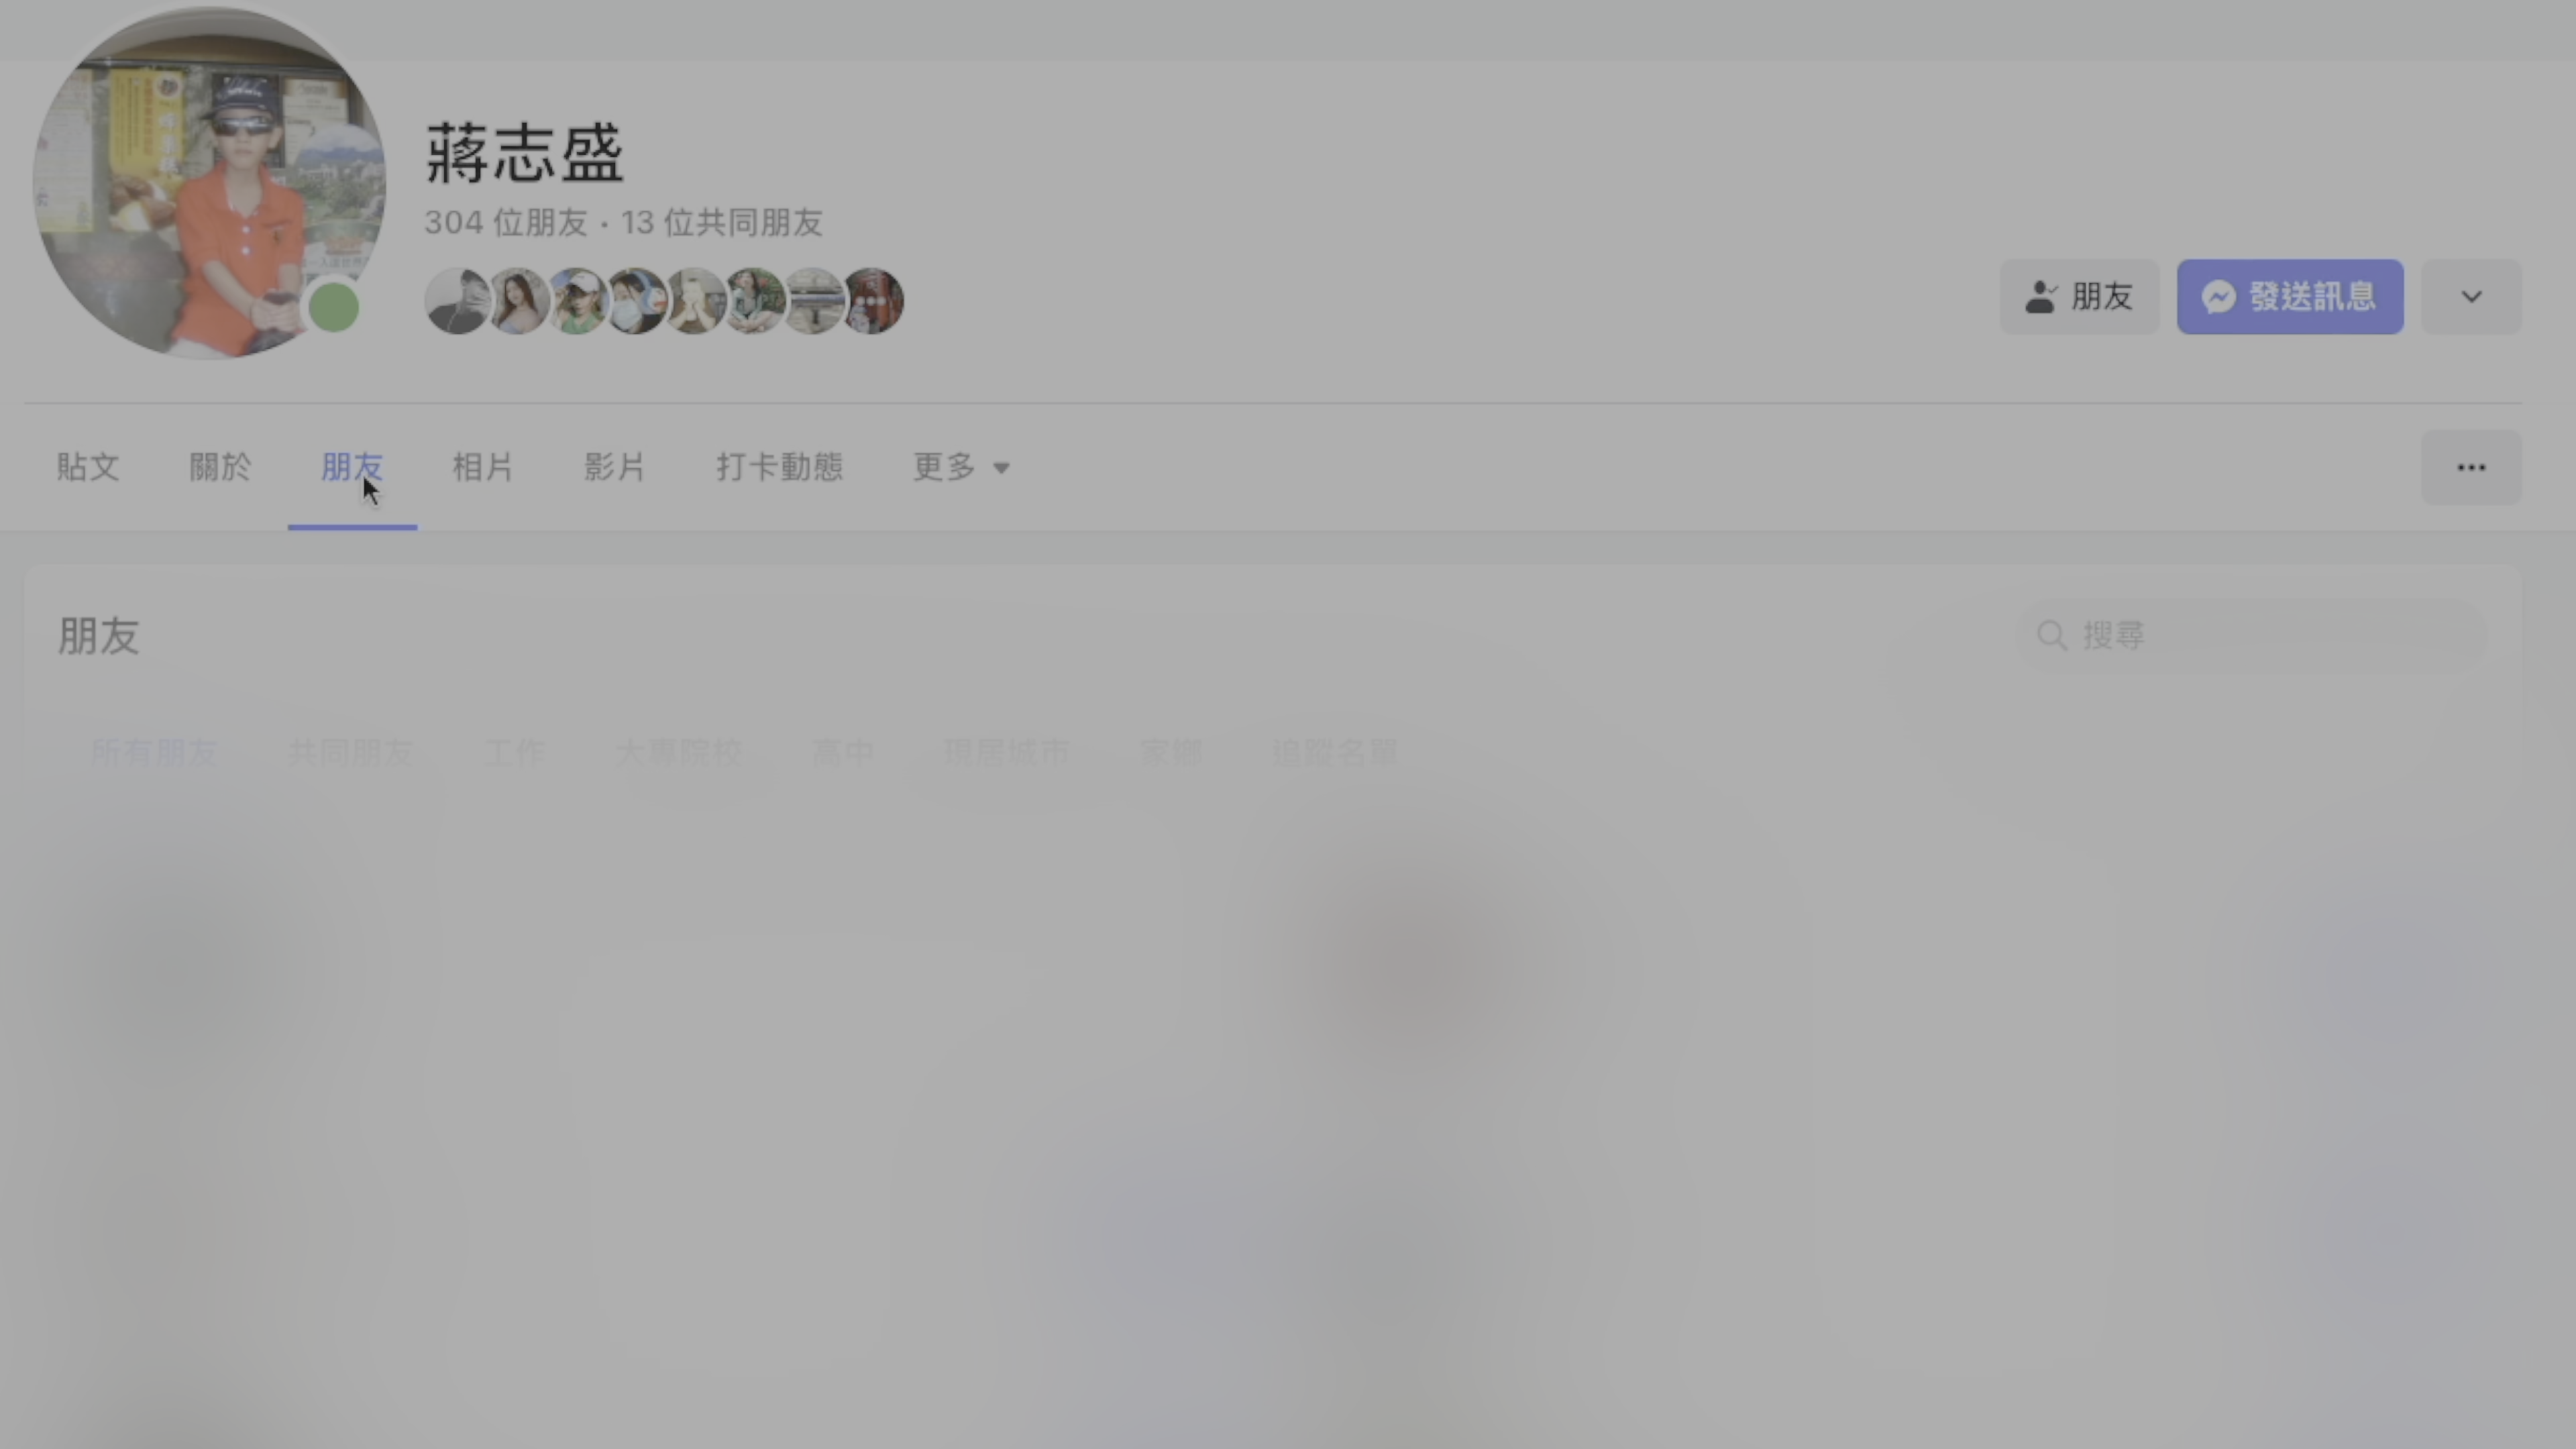 蔣志盛
304 位朋友・13 位共同朋友
朋友
發送訊息
貼文
關於
朋友
相片
影片
打卡動態
更多
朋友
搜尋
所有朋友
共同朋友
工作
大專院校
高中
現居城市
家鄉
追蹤名單